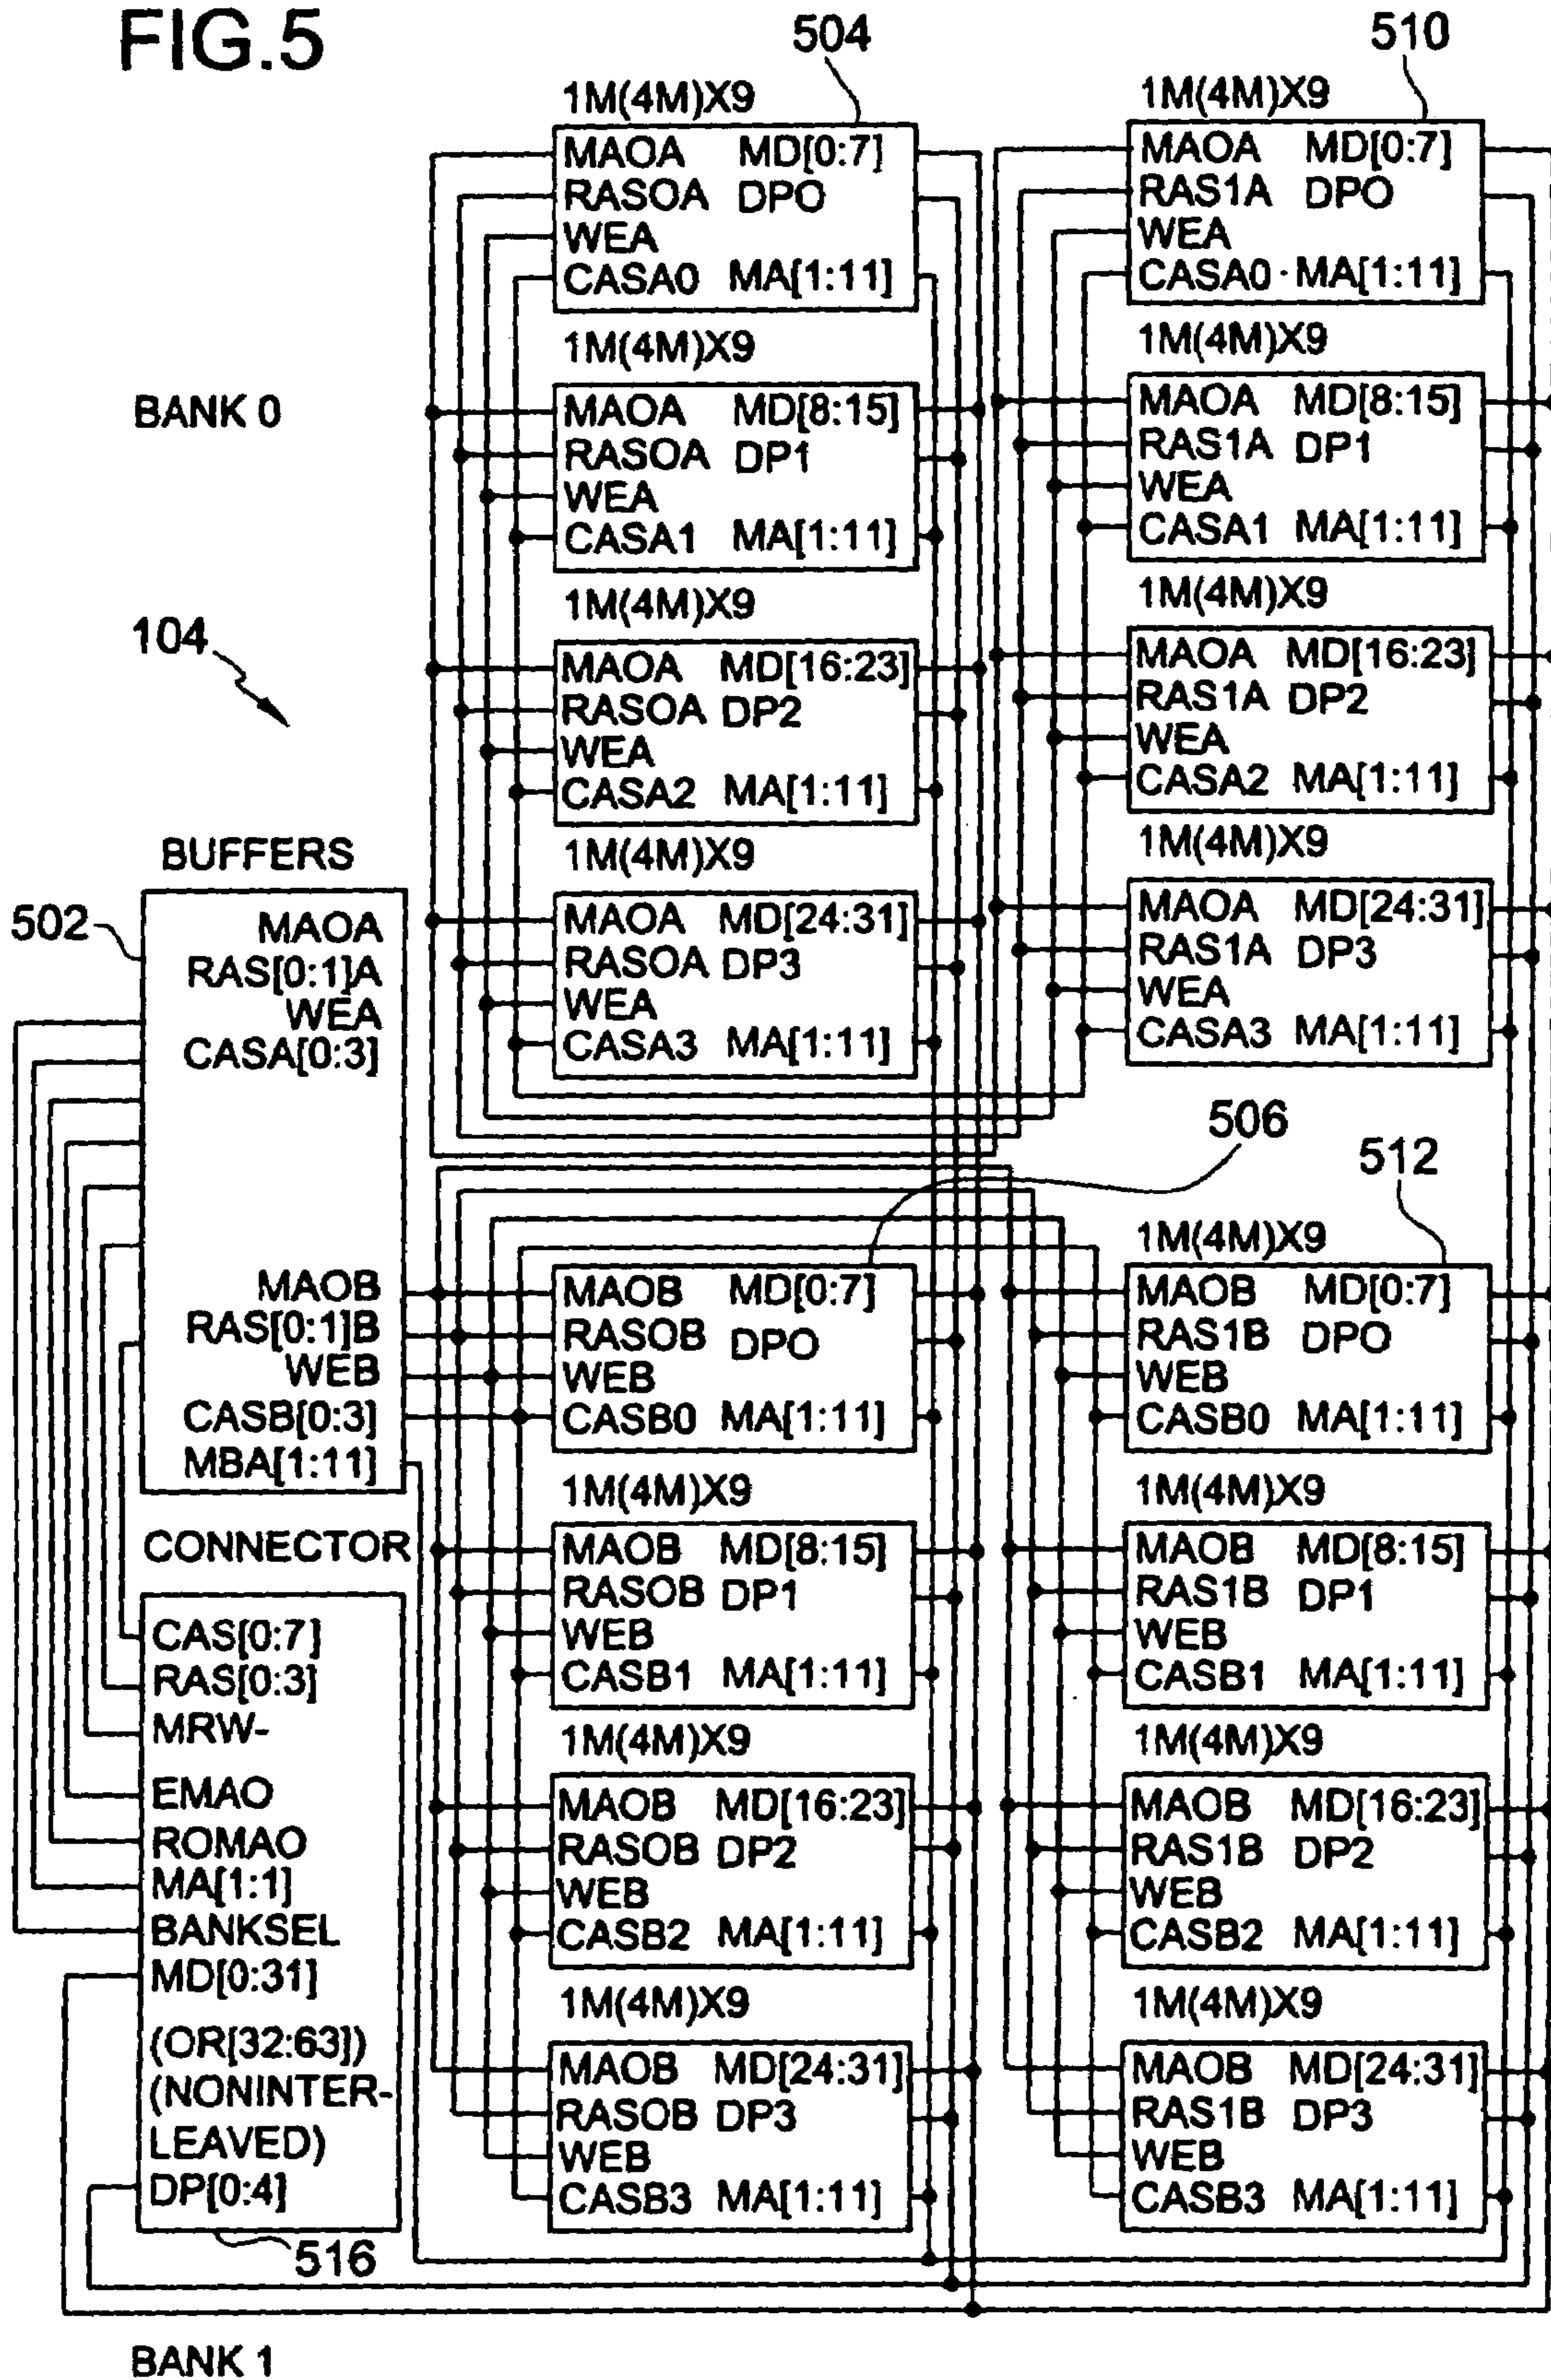 FIG.5
504
510
1M(4M)X9
MAOA MD[0:7]
RASOA DPO
WEA
CASA0 MA[1:11]
1M(4M)X9
MAOA MD[0:7]
RAS1A DPO
WEA
CASA0 · MA[1:11]
BANK 0
1M(4M)X9
MAOA MD[8:15]
RASOA DP1
WEA
CASA1 MA[1:11]
1M(4M)X9
MAOA MD[8:15]
RAS1A DP1
WEA
CASA1 MA[1:11]
104
1M(4M)X9
MAOA MD[16:23]
RASOA DP2
WEA
CASA2 MA[1:11]
1M(4M)X9
MAOA MD[16:23]
RAS1A DP2
WEA
CASA2 MA[1:11]
1M(4M)X9
MAOA MD[24:31]
RASOA DP3
WEA
CASA3 MA[1:11]
1M(4M)X9
MAOA MD[24:31]
RAS1A DP3
WEA
CASA3 MA[1:11]
BUFFERS
502
MAOA
RAS[0:1]A
WEA
CASA[0:3]
MAOB
RAS[0:1]B
WEB
CASB[0:3]
MBA[1:11]
506
512
MAOB MD[0:7]
RASOB DPO
WEB
CASB0 MA[1:11]
1M(4M)X9
MAOB MD[0:7]
RAS1B DPO
WEB
CASB0 MA[1:11]
1M(4M)X9
MAOB MD[8:15]
RASOB DP1
WEB
CASB1 MA[1:11]
1M(4M)X9
MAOB MD[8:15]
RAS1B DP1
WEB
CASB1 MA[1:11]
1M(4M)X9
MAOB MD[16:23]
RASOB DP2
WEB
CASB2 MA[1:11]
1M(4M)X9
MAOB MD[16:23]
RAS1B DP2
WEB
CASB2 MA[1:11]
1M(4M)X9
MAOB MD[24:31]
RASOB DP3
WEB
CASB3 MA[1:11]
1M(4M)X9
MAOB MD[24:31]
RAS1B DP3
WEB
CASB3 MA[1:11]
CONNECTOR
CAS[0:7]
RAS[0:3]
MRW-
EMAO
ROMAO
MA[1:1]
BANKSEL
MD[0:31]
(OR[32:63])
(NONINTER-
LEAVED)
DP[0:4]
516
BANK 1